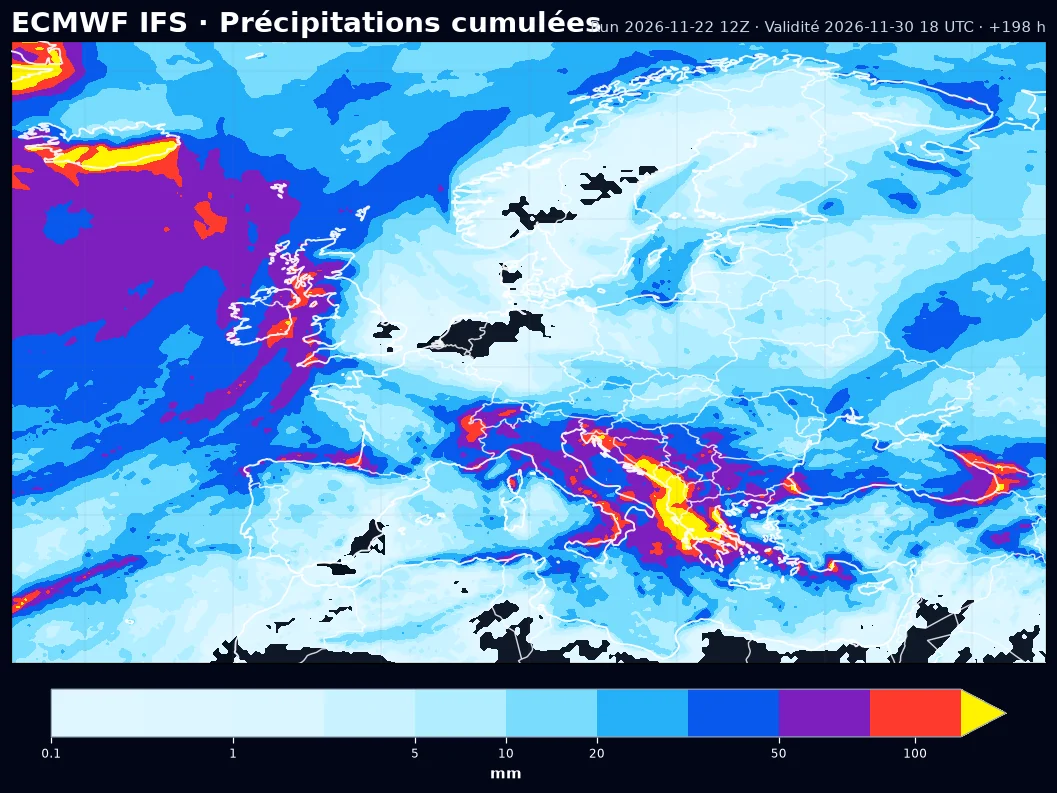 ECMWF IFS · Précipitations cumulées
Run 2026-11-22 12Z · Validité 2026-11-30 18 UTC · +198 h
0.1 1 5 10 20 50 100
mm